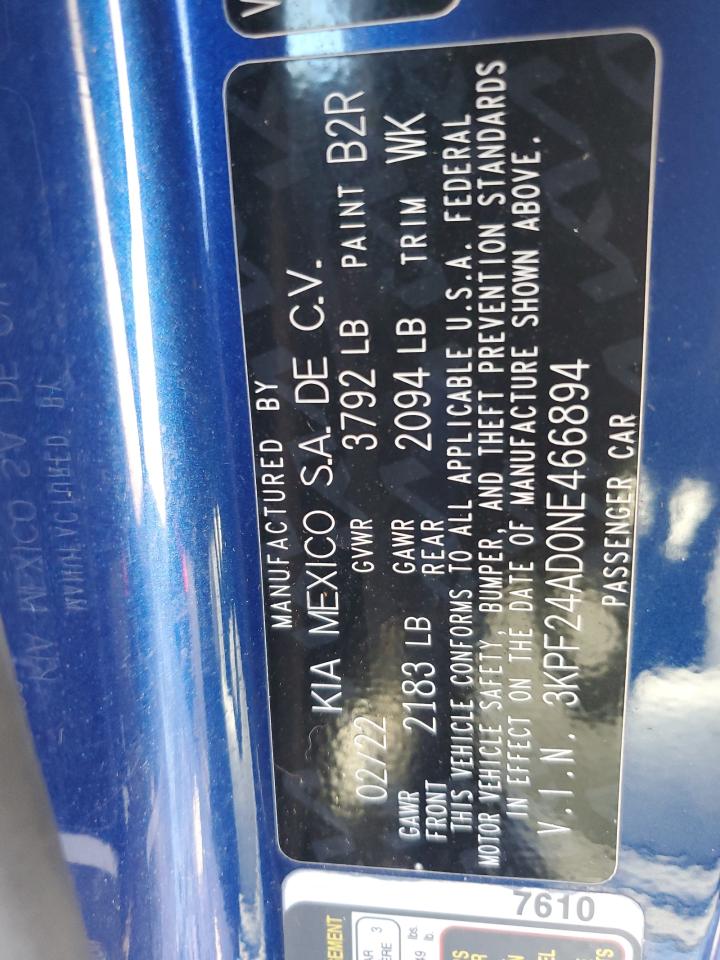 MANUFACTURED BY
KIA MEXICO S.A. DE C.V.
02/22 GVWR 3792 LB PAINT B2R
GAWR FRONT 2183 LB GAWR REAR 2094 LB TRIM WK
THIS VEHICLE CONFORMS TO ALL APPLICABLE U.S.A. FEDERAL
MOTOR VEHICLE SAFETY, BUMPER, AND THEFT PREVENTION STANDARDS
IN EFFECT ON THE DATE OF MANUFACTURE SHOWN ABOVE.
V.I.N. 3KPF24AD0NE466894
PASSENGER CAR
7610